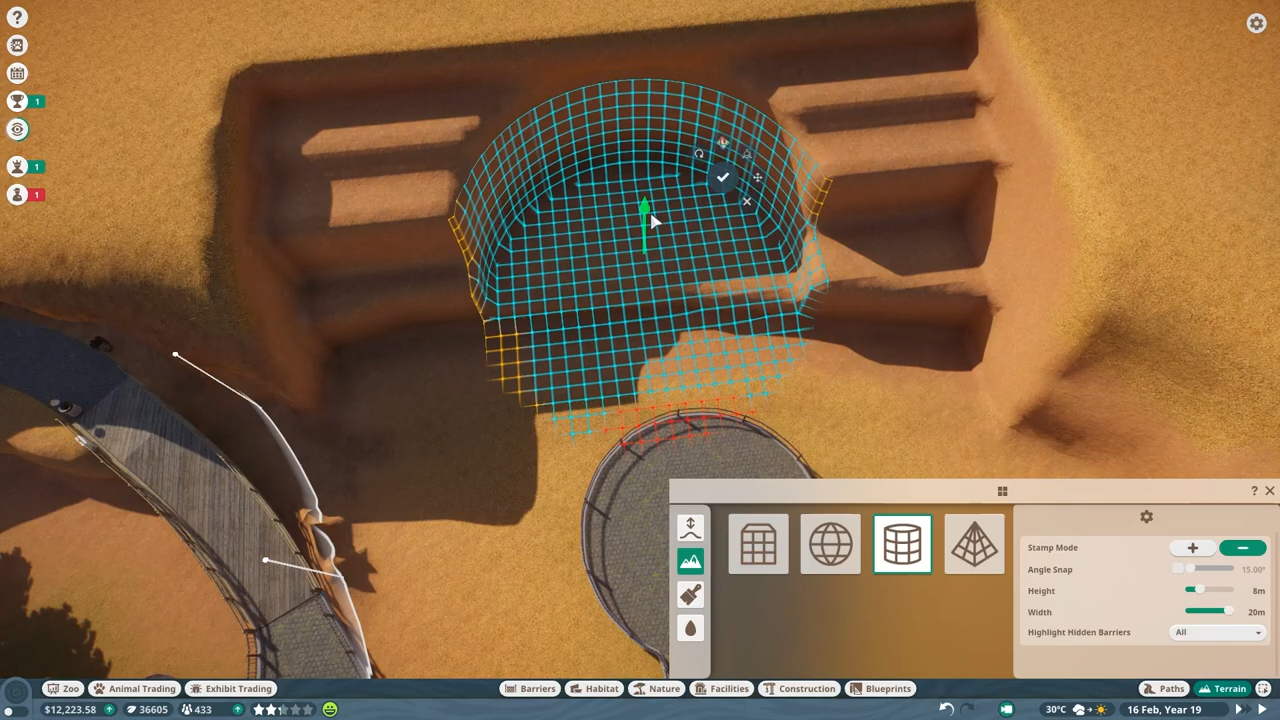 ?
1
1
1
? ×
Stamp Mode + −
Angle Snap 15.00°
Height 8m
Width 20m
Highlight Hidden Barriers All
Zoo Animal Trading Exhibit Trading Barriers Habitat Nature Facilities Construction Blueprints Paths Terrain
$12,223.58 36605 433 30°C 16 Feb, Year 19